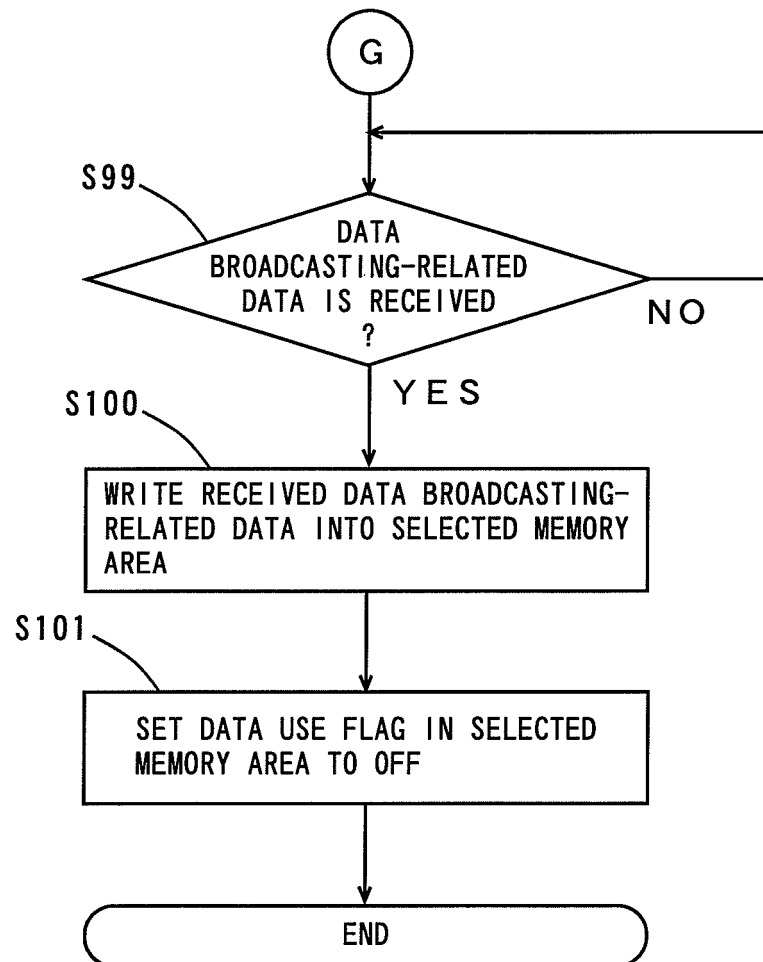 G
S99
DATA
BROADCASTING-RELATED
DATA IS RECEIVED
?
NO
YES
S100
WRITE RECEIVED DATA BROADCASTING-
RELATED DATA INTO SELECTED MEMORY
AREA
S101
SET DATA USE FLAG IN SELECTED
MEMORY AREA TO OFF
END